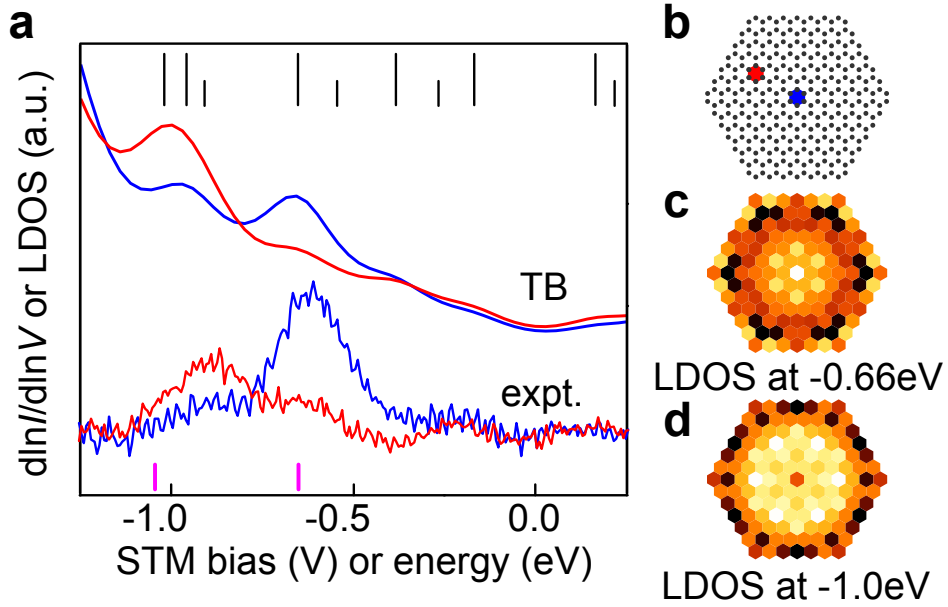 a
dlnI/dlnV or LDOS (a.u.)
TB
expt.
-1.0
-0.5
0.0
STM bias (V) or energy (eV)
b
c
LDOS at -0.66eV
d
LDOS at -1.0eV